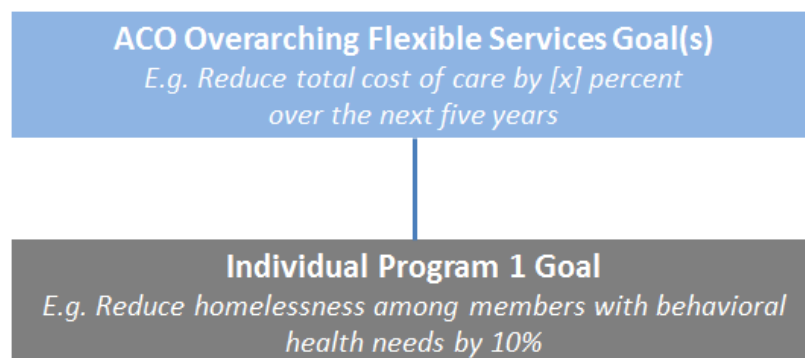 ACO Overarching Flexible Services Goal(s)
E.g. Reduce total cost of care by [x] percent
over the next five years
Individual Program 1 Goal
E.g. Reduce homelessness among members with behavioral
health needs by 10%